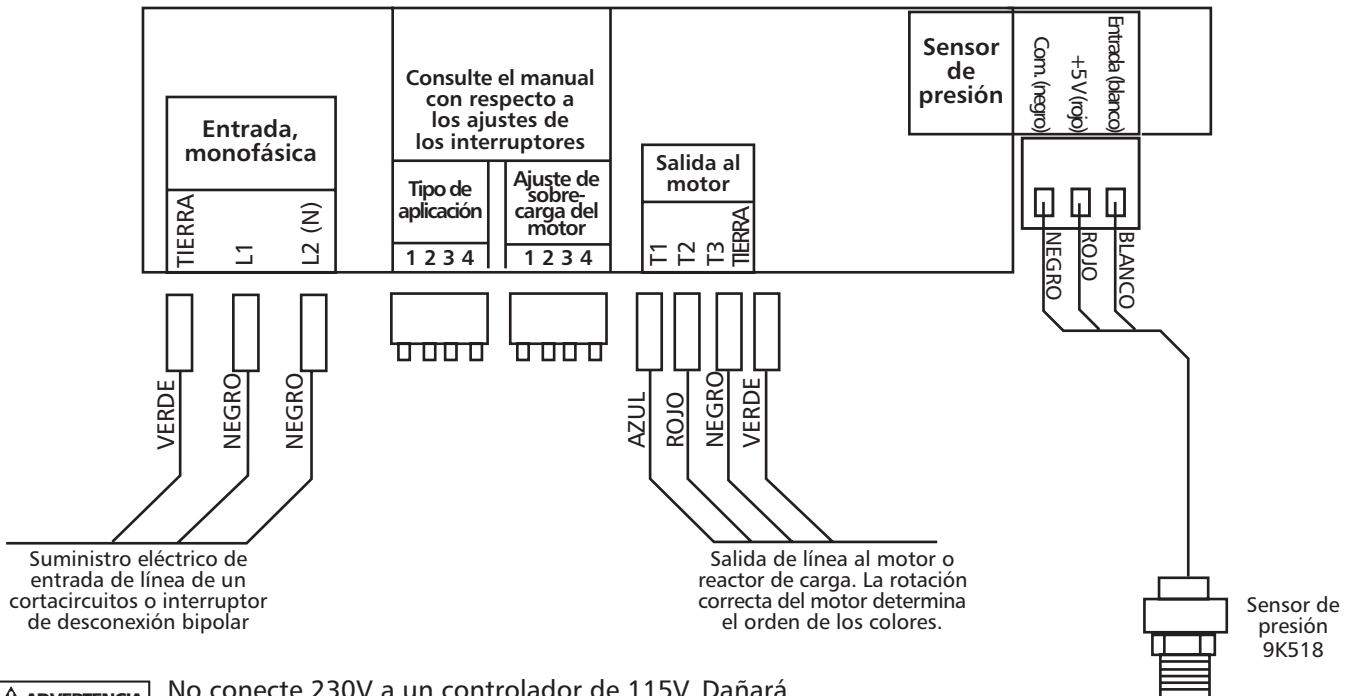 Entrada,
monofásica
TIERRA
L1
L2 (N)
Consulte el manual
con respecto a
los ajustes de
los interruptores
Tipo de
aplicación
1 2 3 4
Ajuste de
sobre-
carga del
motor
1 2 3 4
Salida al
motor
T1
T2
T3
TIERRA
Sensor
de
presión
Com. (negro)
+5 V (rojo)
Entrada (blanco)
NEGRO
ROJO
BLANCO
VERDE
NEGRO
NEGRO
AZUL
ROJO
NEGRO
VERDE
Suministro eléctrico de
entrada de línea de un
cortacircuitos o interruptor
de desconexión bipolar
Salida de línea al motor o
reactor de carga. La rotación
correcta del motor determina
el orden de los colores.
Sensor de
presión
9K518
ADVERTENCIA
No conecte 230V a un controlador de 115V. Dañará